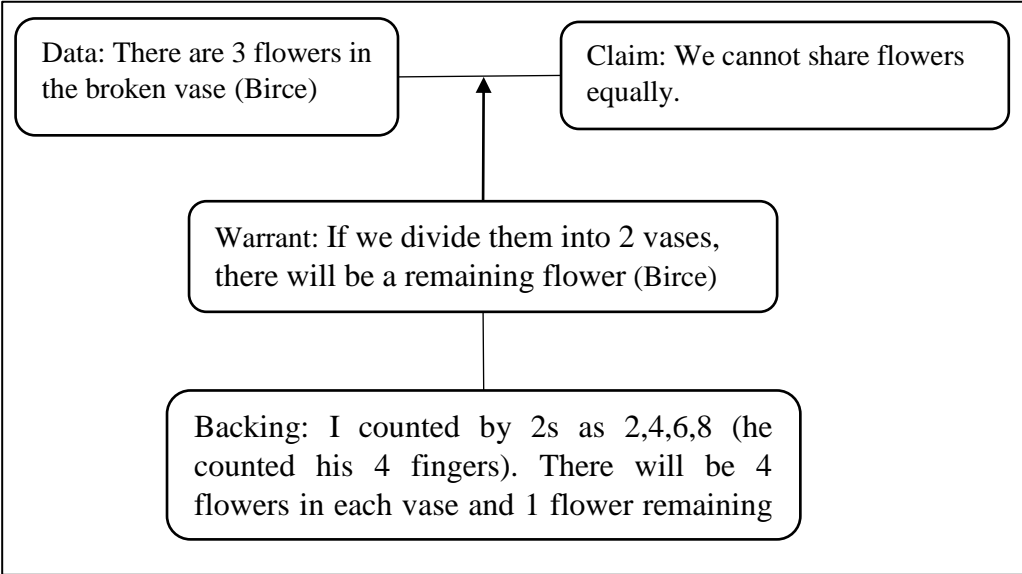 Data: There are 3 flowers in
the broken vase (Birce)
Claim: We cannot share flowers
equally.
Warrant: If we divide them into 2 vases,
there will be a remaining flower (Birce)
Backing: I counted by 2s as 2,4,6,8 (he
counted his 4 fingers). There will be 4
flowers in each vase and 1 flower remaining